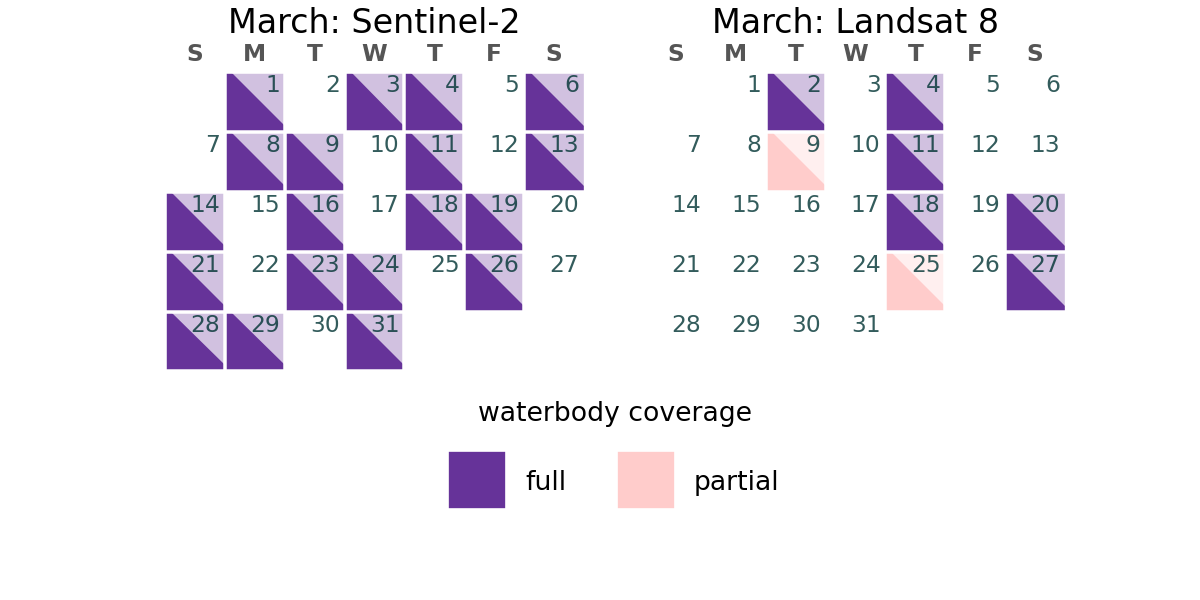 March: Sentinel-2
S M T W T F S
1 2 3 4 5 6
7 8 9 10 11 12 13
14 15 16 17 18 19 20
21 22 23 24 25 26 27
28 29 30 31
March: Landsat 8
S M T W T F S
1 2 3 4 5 6
7 8 9 10 11 12 13
14 15 16 17 18 19 20
21 22 23 24 25 26 27
28 29 30 31
waterbody coverage
full
partial